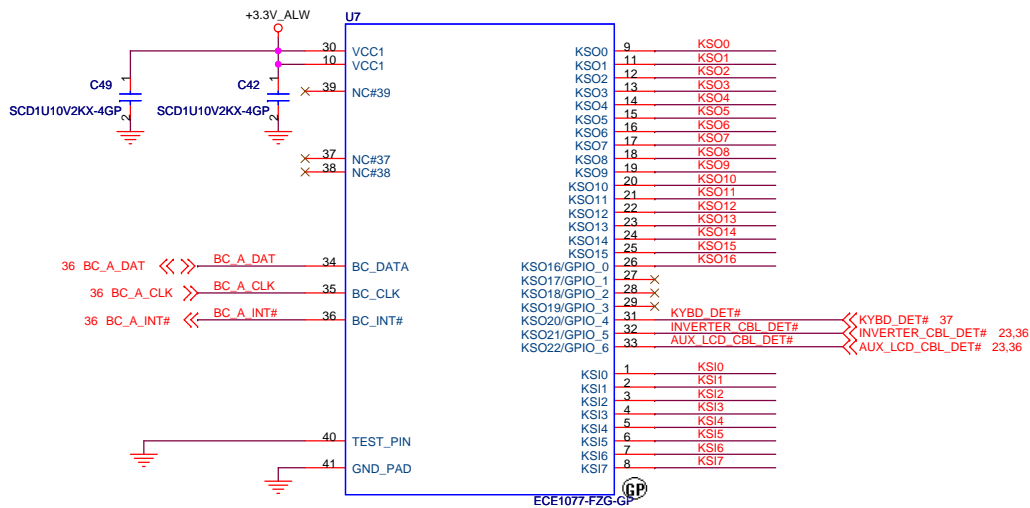 +3.3V_ALW
U7
30 VCC1
10 VCC1
39 NC#39
37 NC#37
38 NC#38
C49
1
2
SCD1U10V2KX-4GP
C42
1
2
SCD1U10V2KX-4GP
36 BC_A_DAT BC_A_DAT 34 BC_DATA
36 BC_A_CLK BC_A_CLK 35 BC_CLK
36 BC_A_INT# BC_A_INT# 36 BC_INT#
40 TEST_PIN
41 GND_PAD
KSO0 9 KSO0
KSO1 11 KSO1
KSO2 12 KSO2
KSO3 13 KSO3
KSO4 14 KSO4
KSO5 15 KSO5
KSO6 16 KSO6
KSO7 17 KSO7
KSO8 18 KSO8
KSO9 19 KSO9
KSO10 20 KSO10
KSO11 21 KSO11
KSO12 22 KSO12
KSO13 23 KSO13
KSO14 24 KSO14
KSO15 25 KSO15
KSO16/GPIO_0 26 KSO16
KSO17/GPIO_1 27
KSO18/GPIO_2 28
KSO19/GPIO_3 29
KSO20/GPIO_4 31 KYBD_DET# KYBD_DET# 37
KSO21/GPIO_5 32 INVERTER_CBL_DET# INVERTER_CBL_DET# 23,36
KSO22/GPIO_6 33 AUX_LCD_CBL_DET# AUX_LCD_CBL_DET# 23,36
KSI0 1 KSI0
KSI1 2 KSI1
KSI2 3 KSI2
KSI3 4 KSI3
KSI4 5 KSI4
KSI5 6 KSI5
KSI6 7 KSI6
KSI7 8 KSI7
GP
ECE1077-FZG-GP